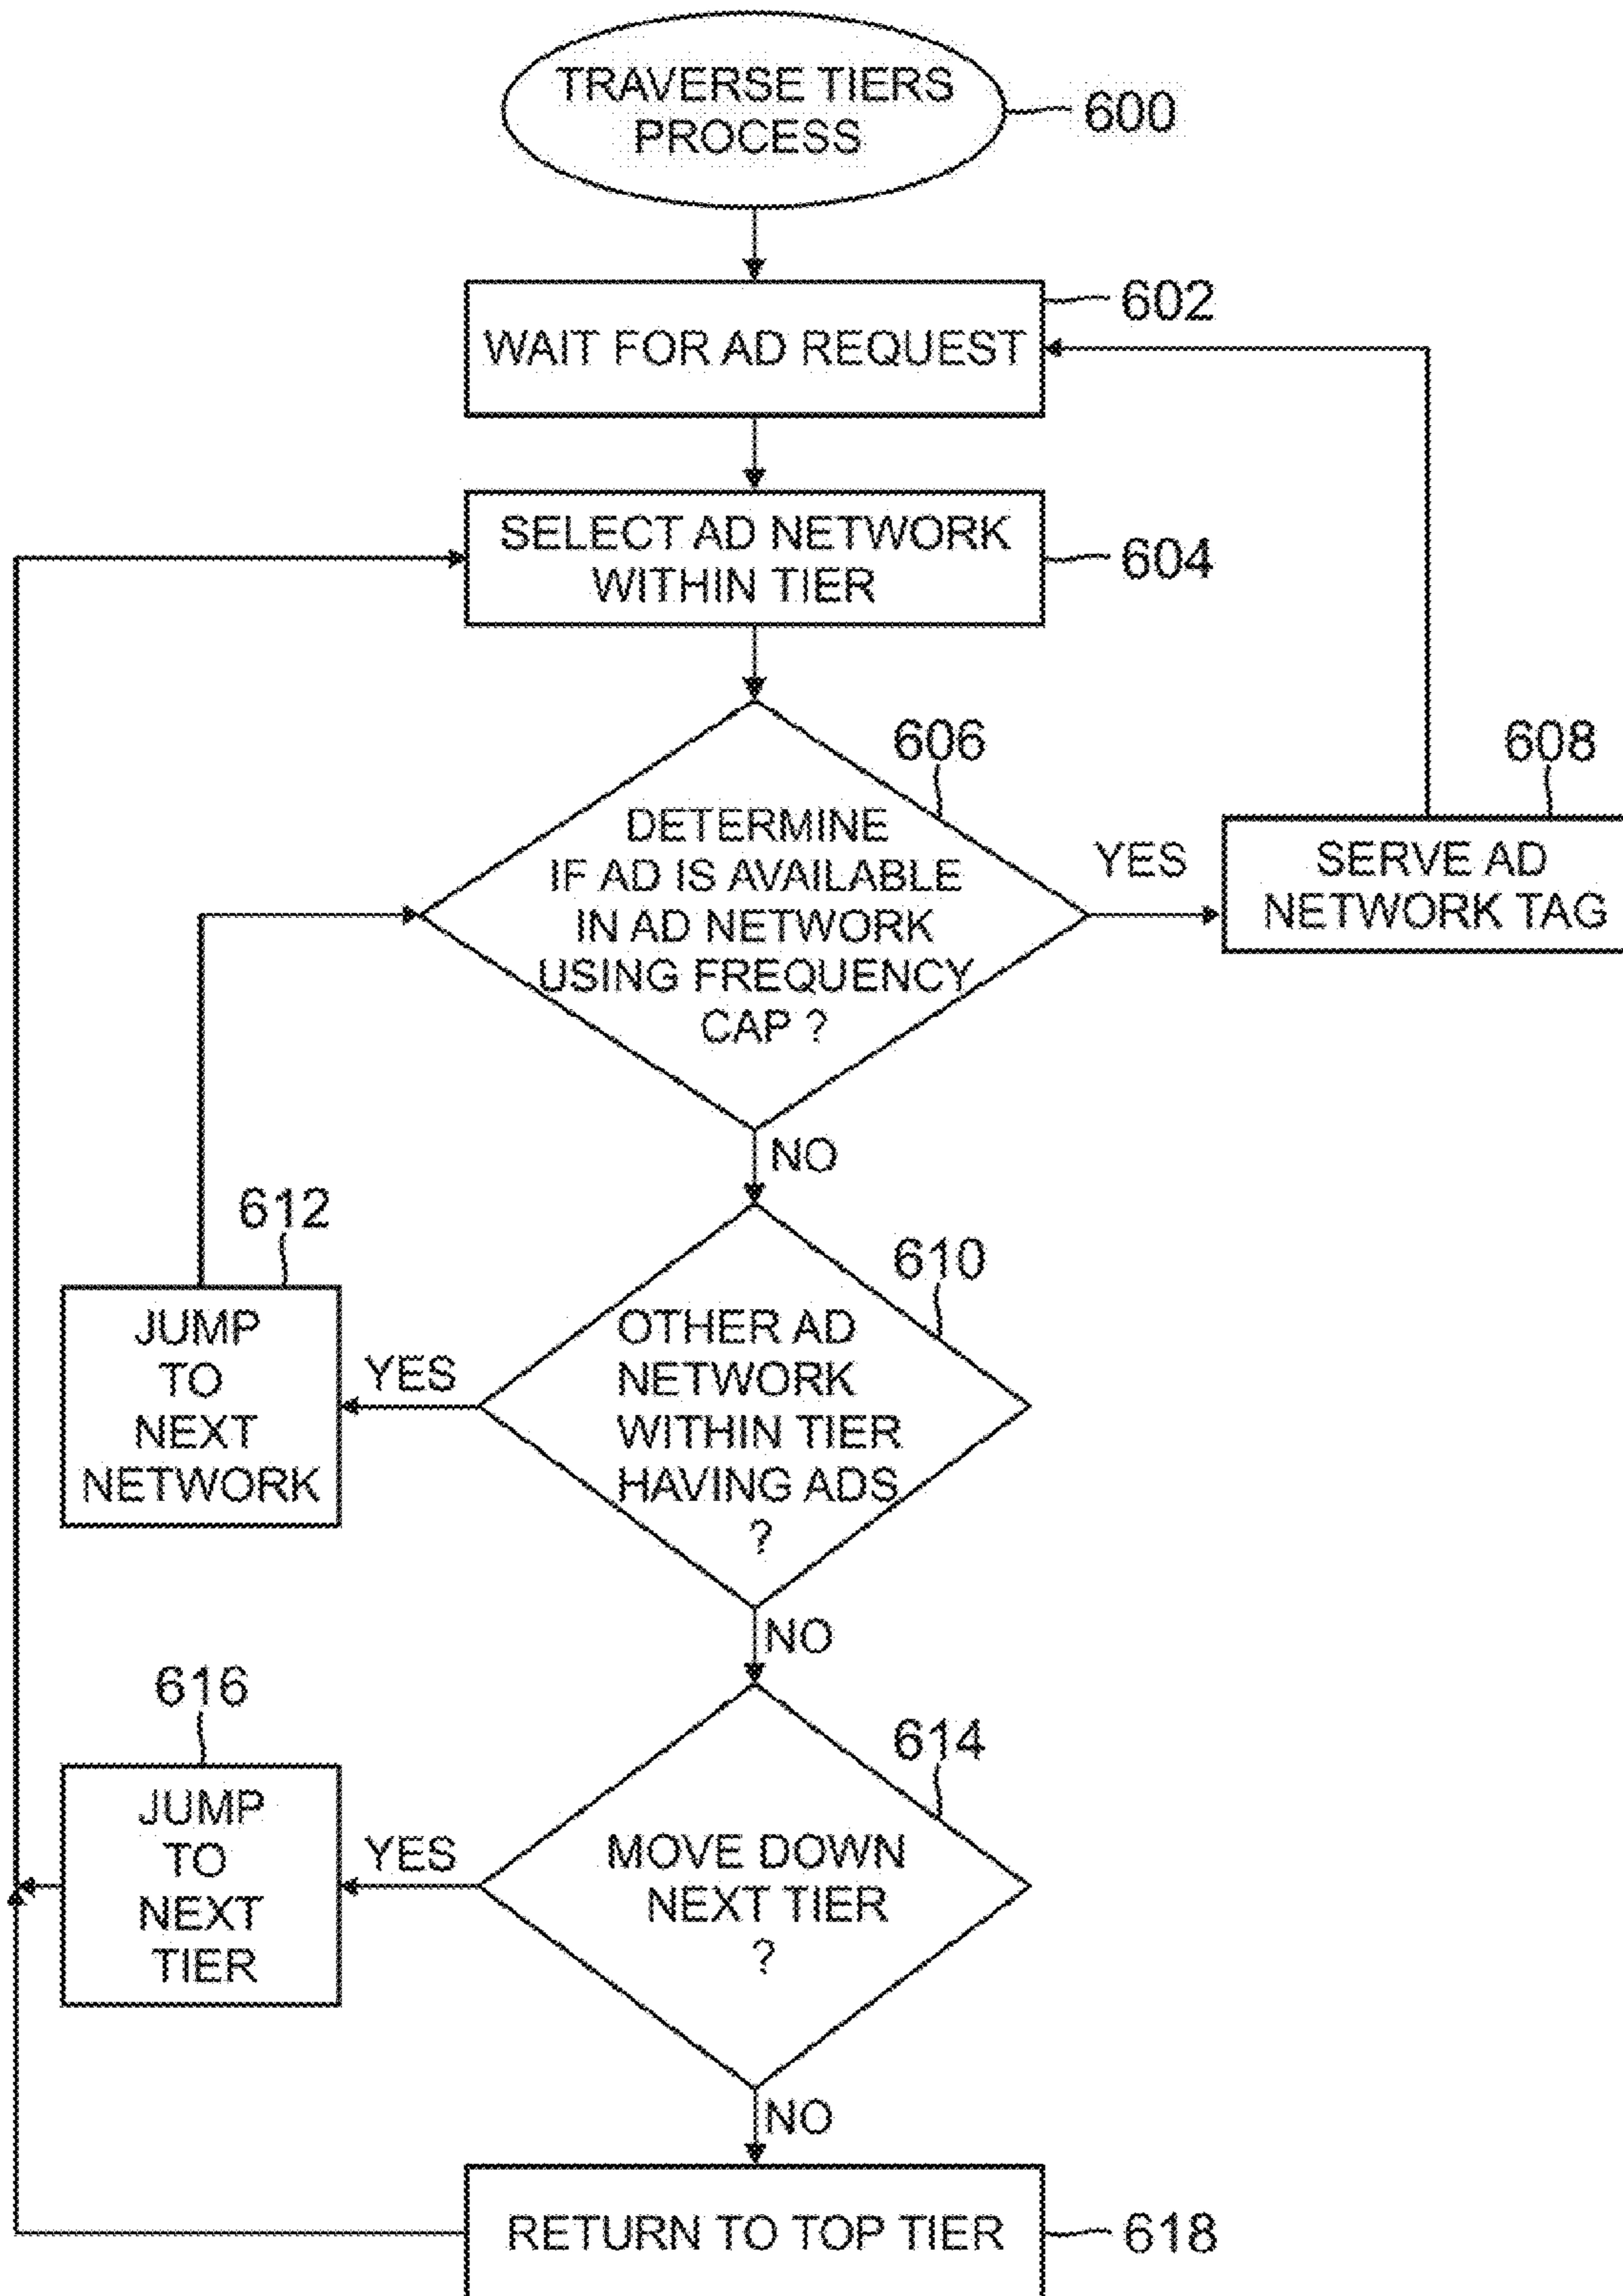 TRAVERSE TIERS
PROCESS
600
602
WAIT FOR AD REQUEST
SELECT AD NETWORK
WITHIN TIER
604
606
DETERMINE
IF AD IS AVAILABLE
IN AD NETWORK
USING FREQUENCY
CAP ?
YES
608
SERVE AD
NETWORK TAG
NO
612
JUMP
TO
NEXT
NETWORK
YES
610
OTHER AD
NETWORK
WITHIN TIER
HAVING ADS
?
NO
616
JUMP
TO
NEXT
TIER
YES
614
MOVE DOWN
NEXT TIER
?
NO
RETURN TO TOP TIER
618